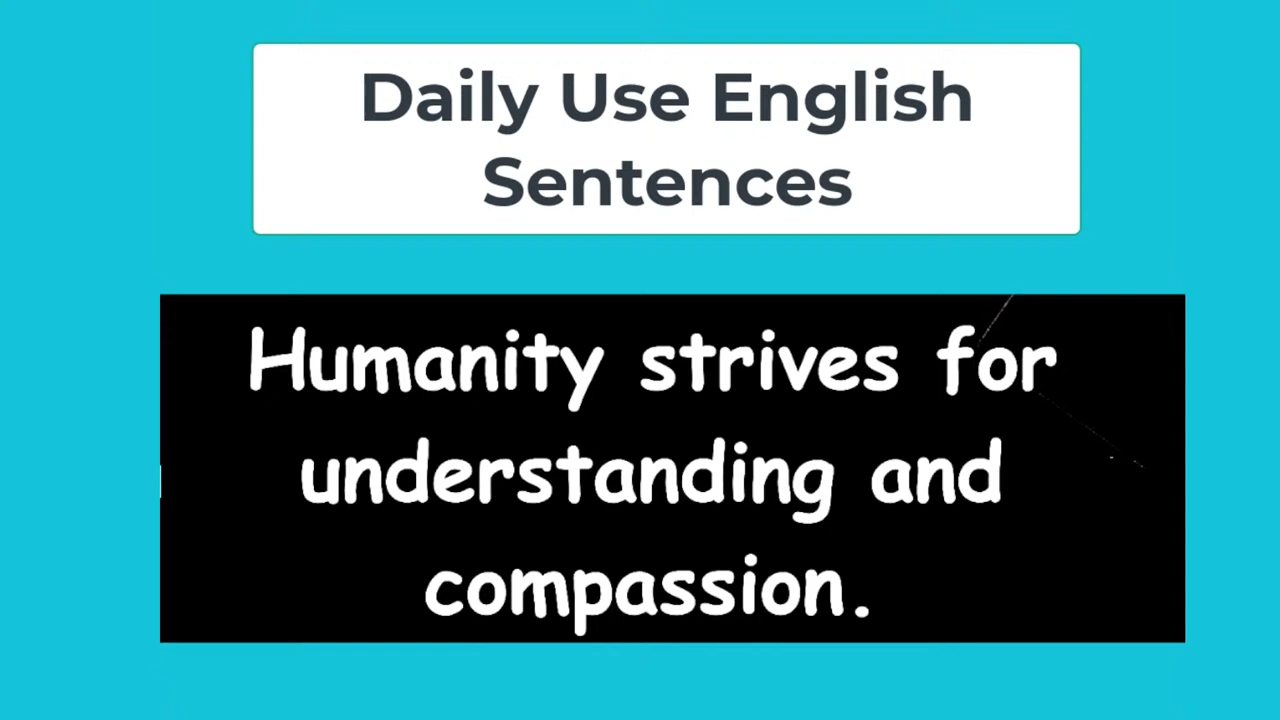 Daily Use English
Sentences
Humanity strives for
understanding and
compassion.